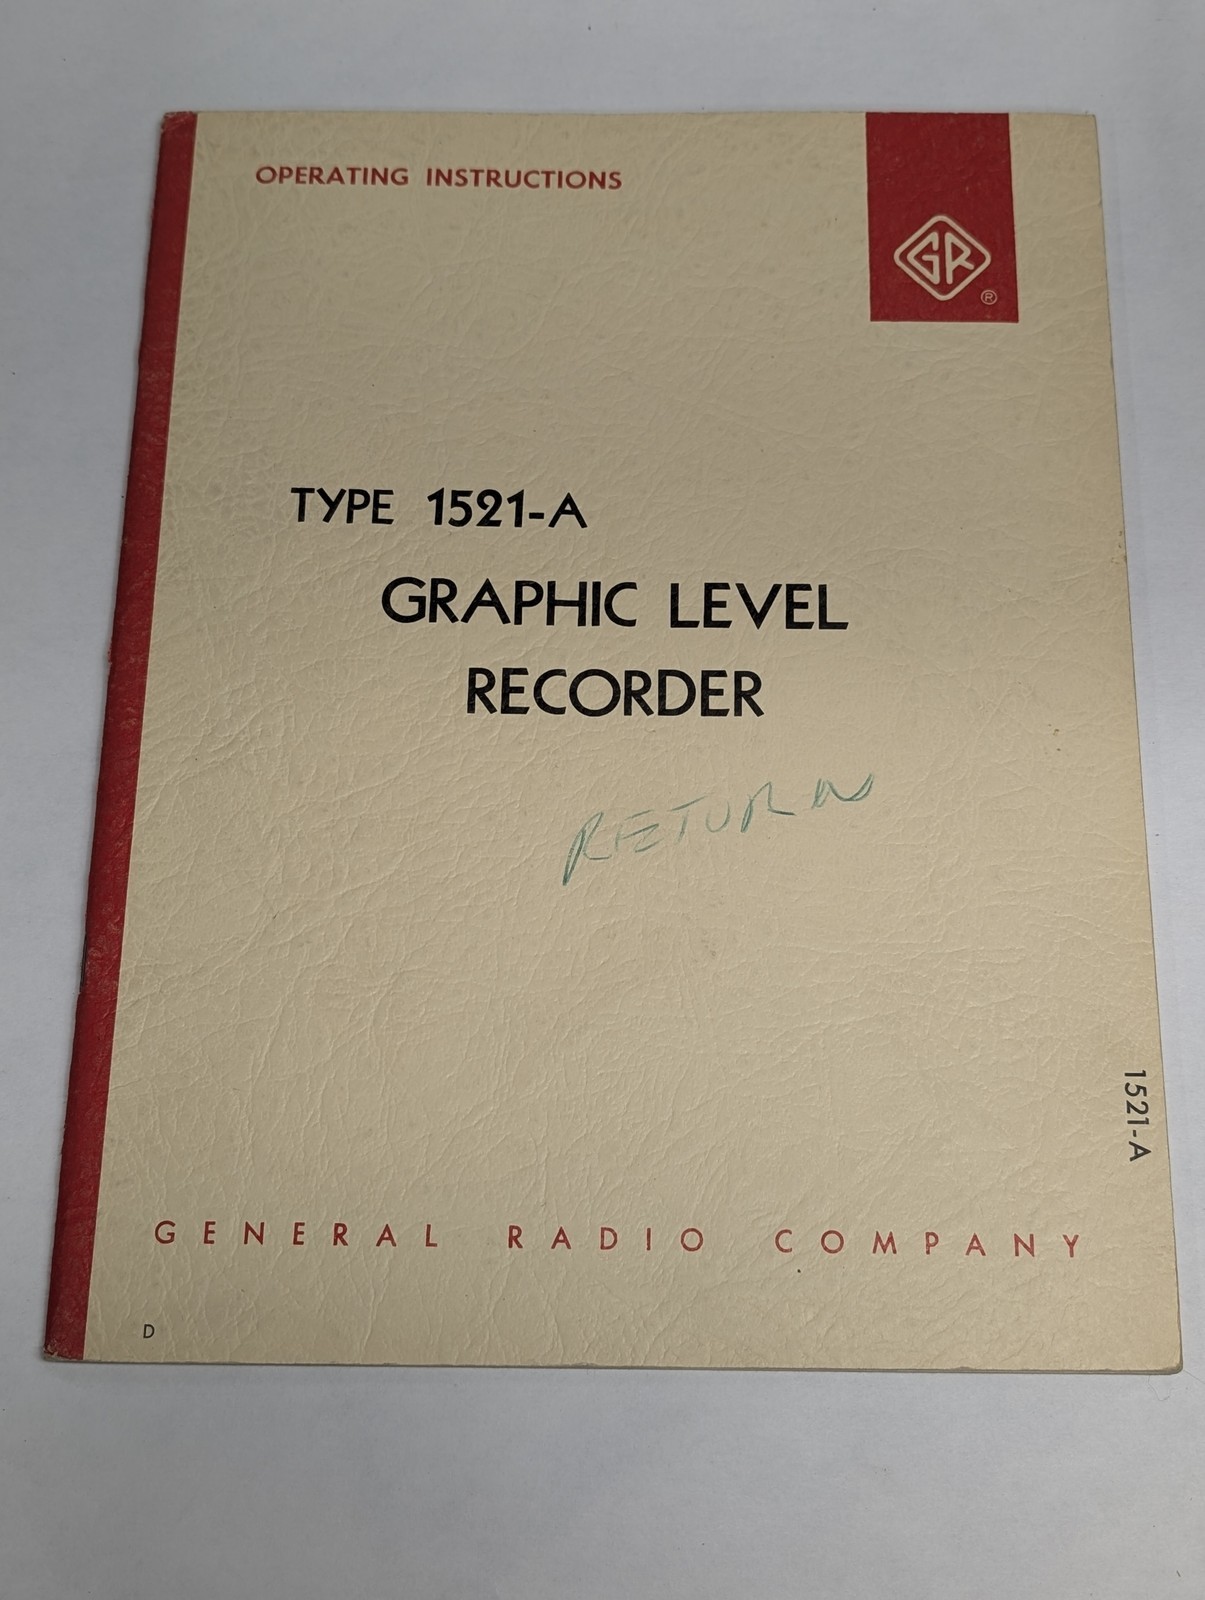 OPERATING INSTRUCTIONS
GR
®
TYPE 1521-A
GRAPHIC LEVEL
RECORDER
RETURN
1521-A
GENERAL RADIO COMPANY
D